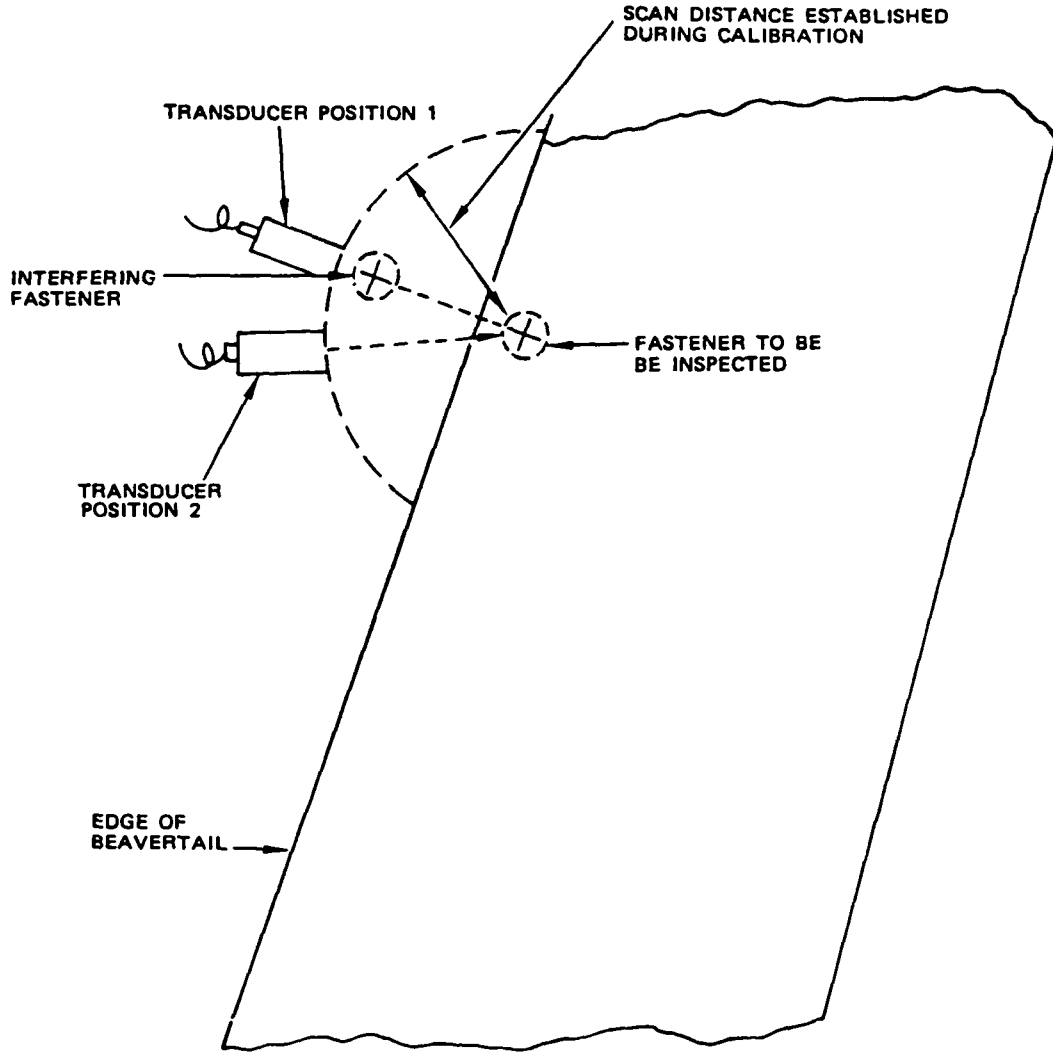 SCAN DISTANCE ESTABLISHED
DURING CALIBRATION
TRANSDUCER POSITION 1
INTERFERING
FASTENER
FASTENER TO BE
BE INSPECTED
TRANSDUCER
POSITION 2
EDGE OF
BEAVERTAIL